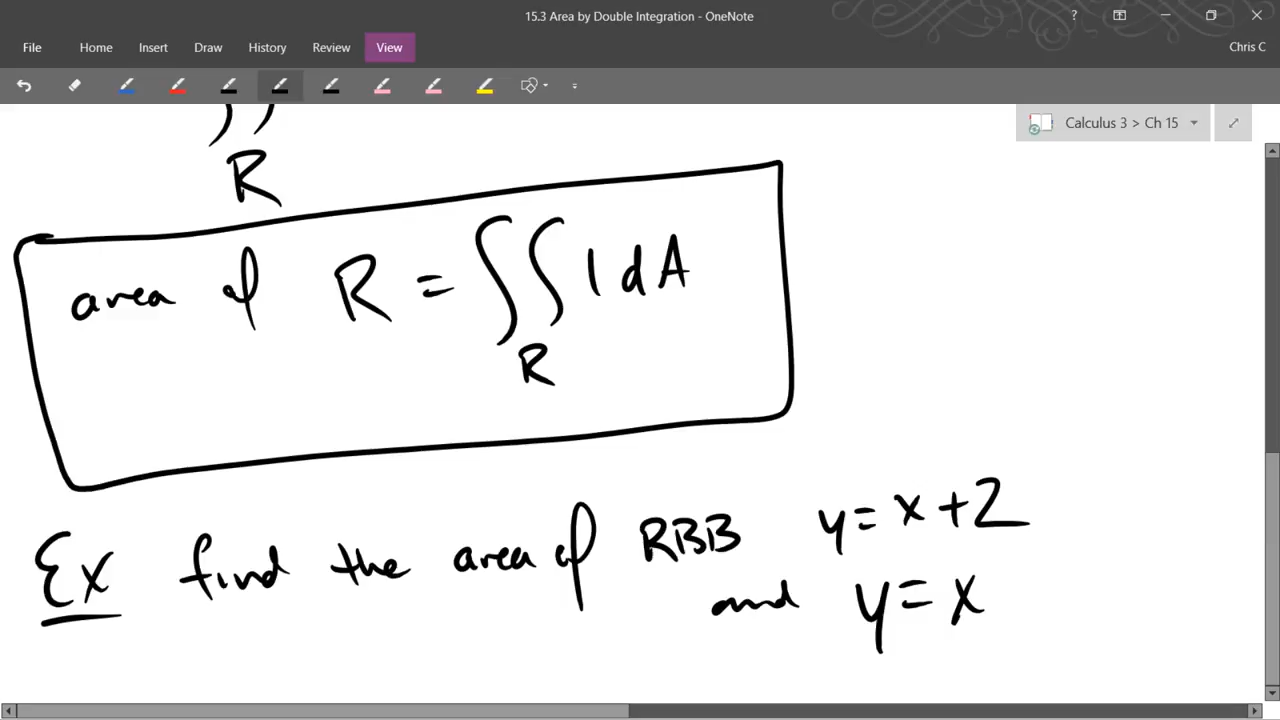 15.3 Area by Double Integration - OneNote
?
File Home Insert Draw History Review View Chris C
Calculus 3 > Ch 15
∫∫
R
area of R = ∫∫ 1 dA
R
Ex find the area of RBB y = x + 2
and y = x